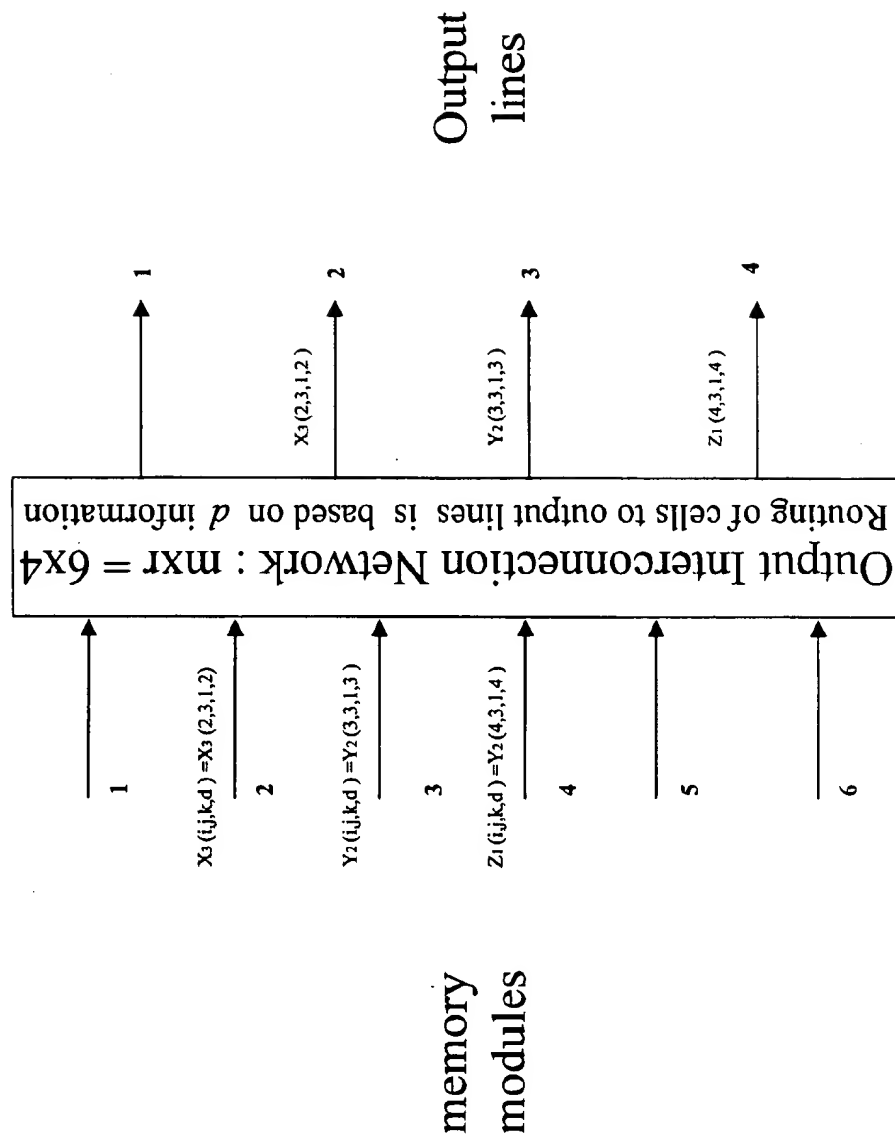 memory
modules
1
X3 (i,j,k,d ) =X3 (2,3,1,2)
2
Y2 (i,j,k,d ) =Y2 (3,3,1,3)
3
Z1 (i,j,k,d ) =Y2 (4,3,1,4)
4
5
6
Output Interconnection Network : mxr = 6x4
Routing of cells to output lines is based on d information
1
X3 (2,3,1,2 )
2
Y2 (3,3,1,3)
3
Z1 (4,3,1,4)
4
Output
lines